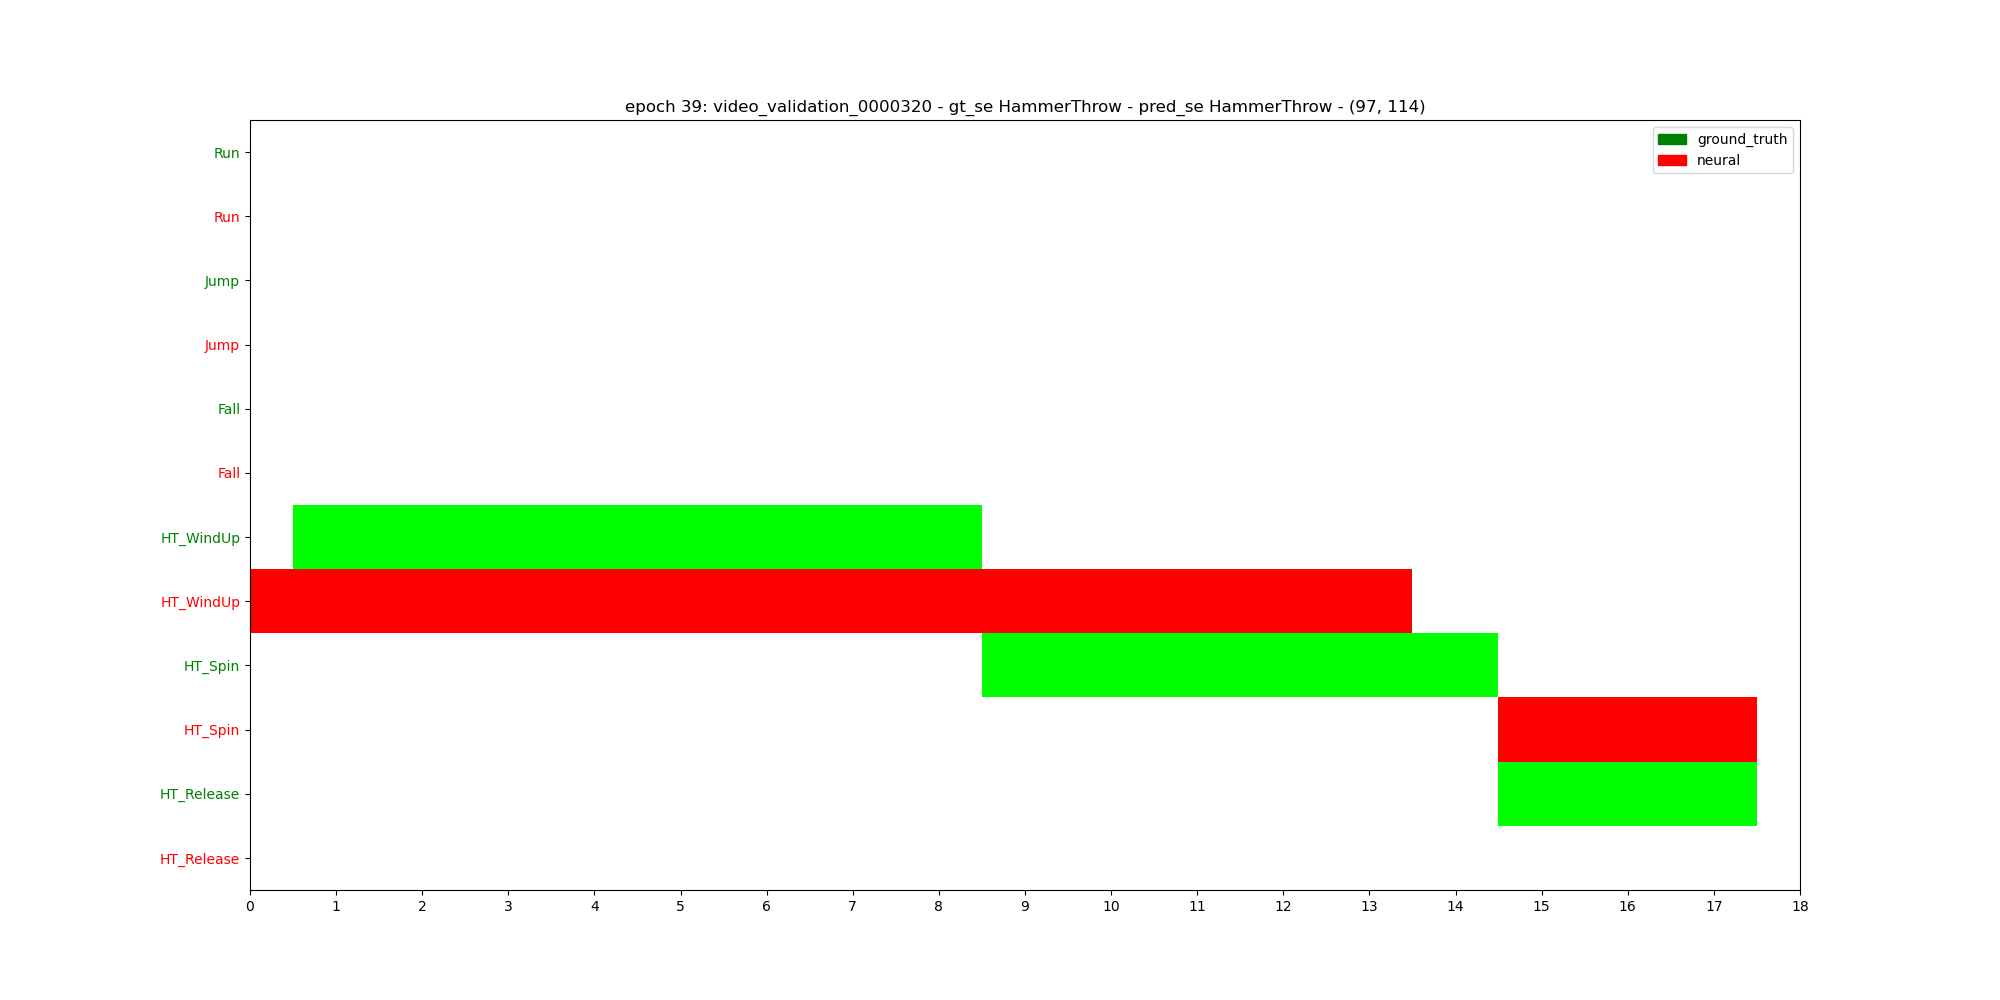 epoch 39: video_validation_0000320 - gt_se HammerThrow - pred_se HammerThrow - (97, 114)
ground_truth
neural
Run
Run
Jump
Jump
Fall
Fall
HT_WindUp
HT_WindUp
HT_Spin
HT_Spin
HT_Release
HT_Release
0 1 2 3 4 5 6 7 8 9 10 11 12 13 14 15 16 17 18